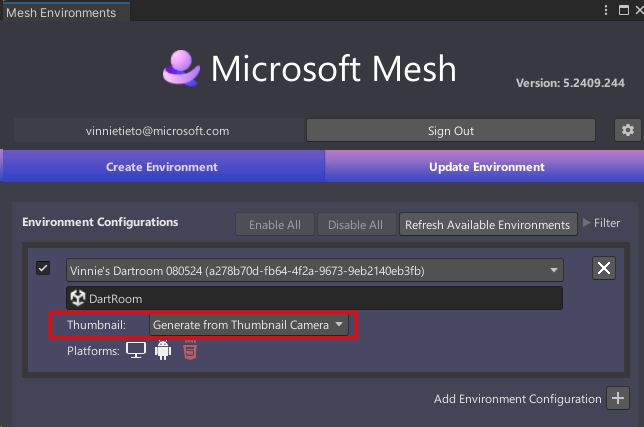 Mesh Environments
Microsoft Mesh
Version: 5.2409.244
vinnietieto@microsoft.com Sign Out
Create Environment Update Environment
Environment Configurations Enable All Disable All Refresh Available Environments Filter
Vinnie's Dartroom 080524 (a278b70d-fb64-4f2a-9673-9eb2140eb3fb)
DartRoom
Thumbnail: Generate from Thumbnail Camera
Platforms:
Add Environment Configuration